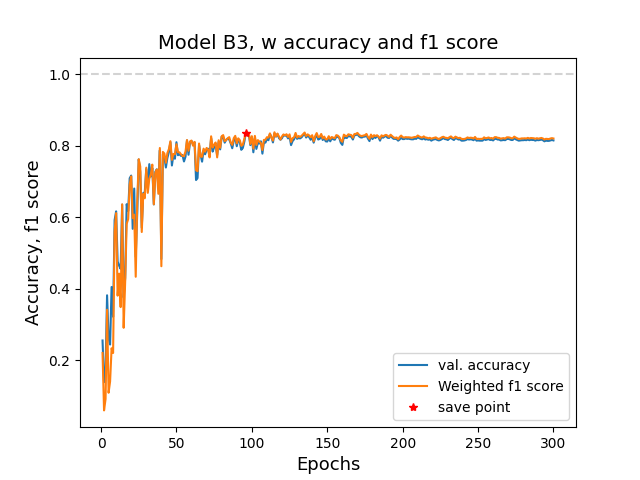 Model B3, w accuracy and f1 score
1.0
0.8
0.6
0.4
0.2
Accuracy, f1 score
val. accuracy
Weighted f1 score
save point
0 50 100 150 200 250 300
Epochs